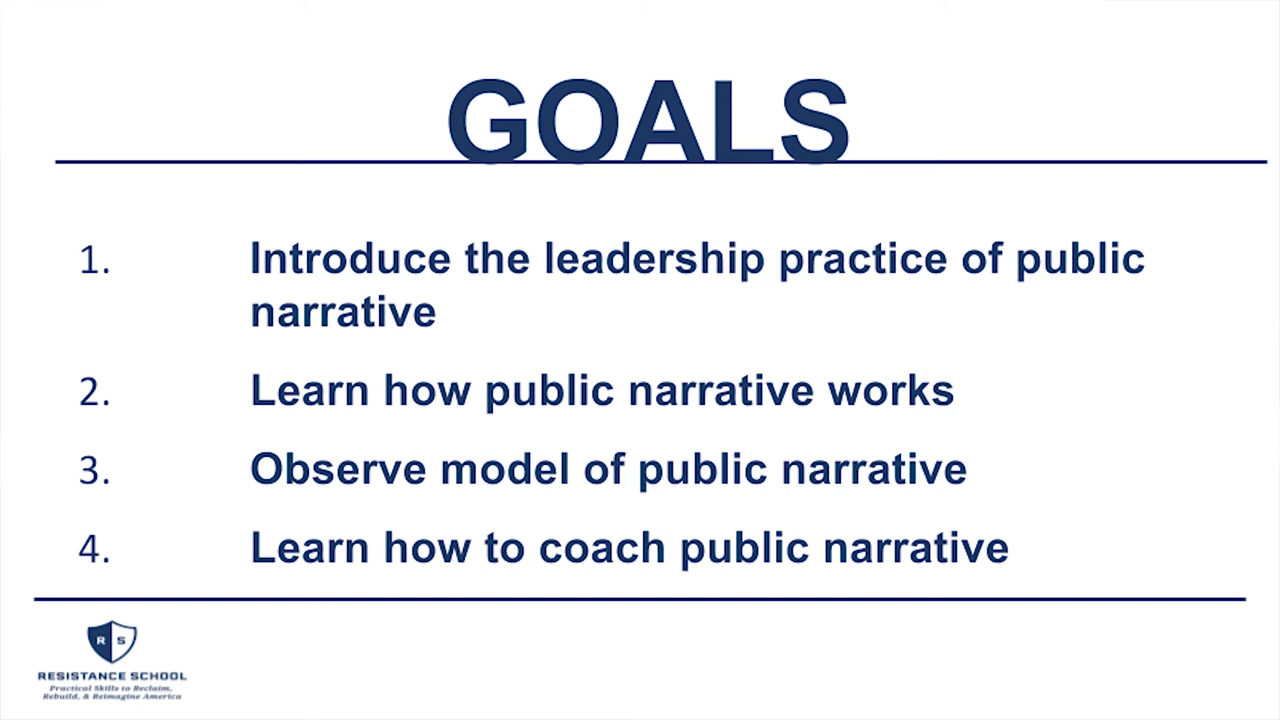 GOALS
1. Introduce the leadership practice of public
narrative
2. Learn how public narrative works
3. Observe model of public narrative
4. Learn how to coach public narrative
R S
RESISTANCE SCHOOL
Practical Skills to Reclaim,
Rebuild, & Reimagine America